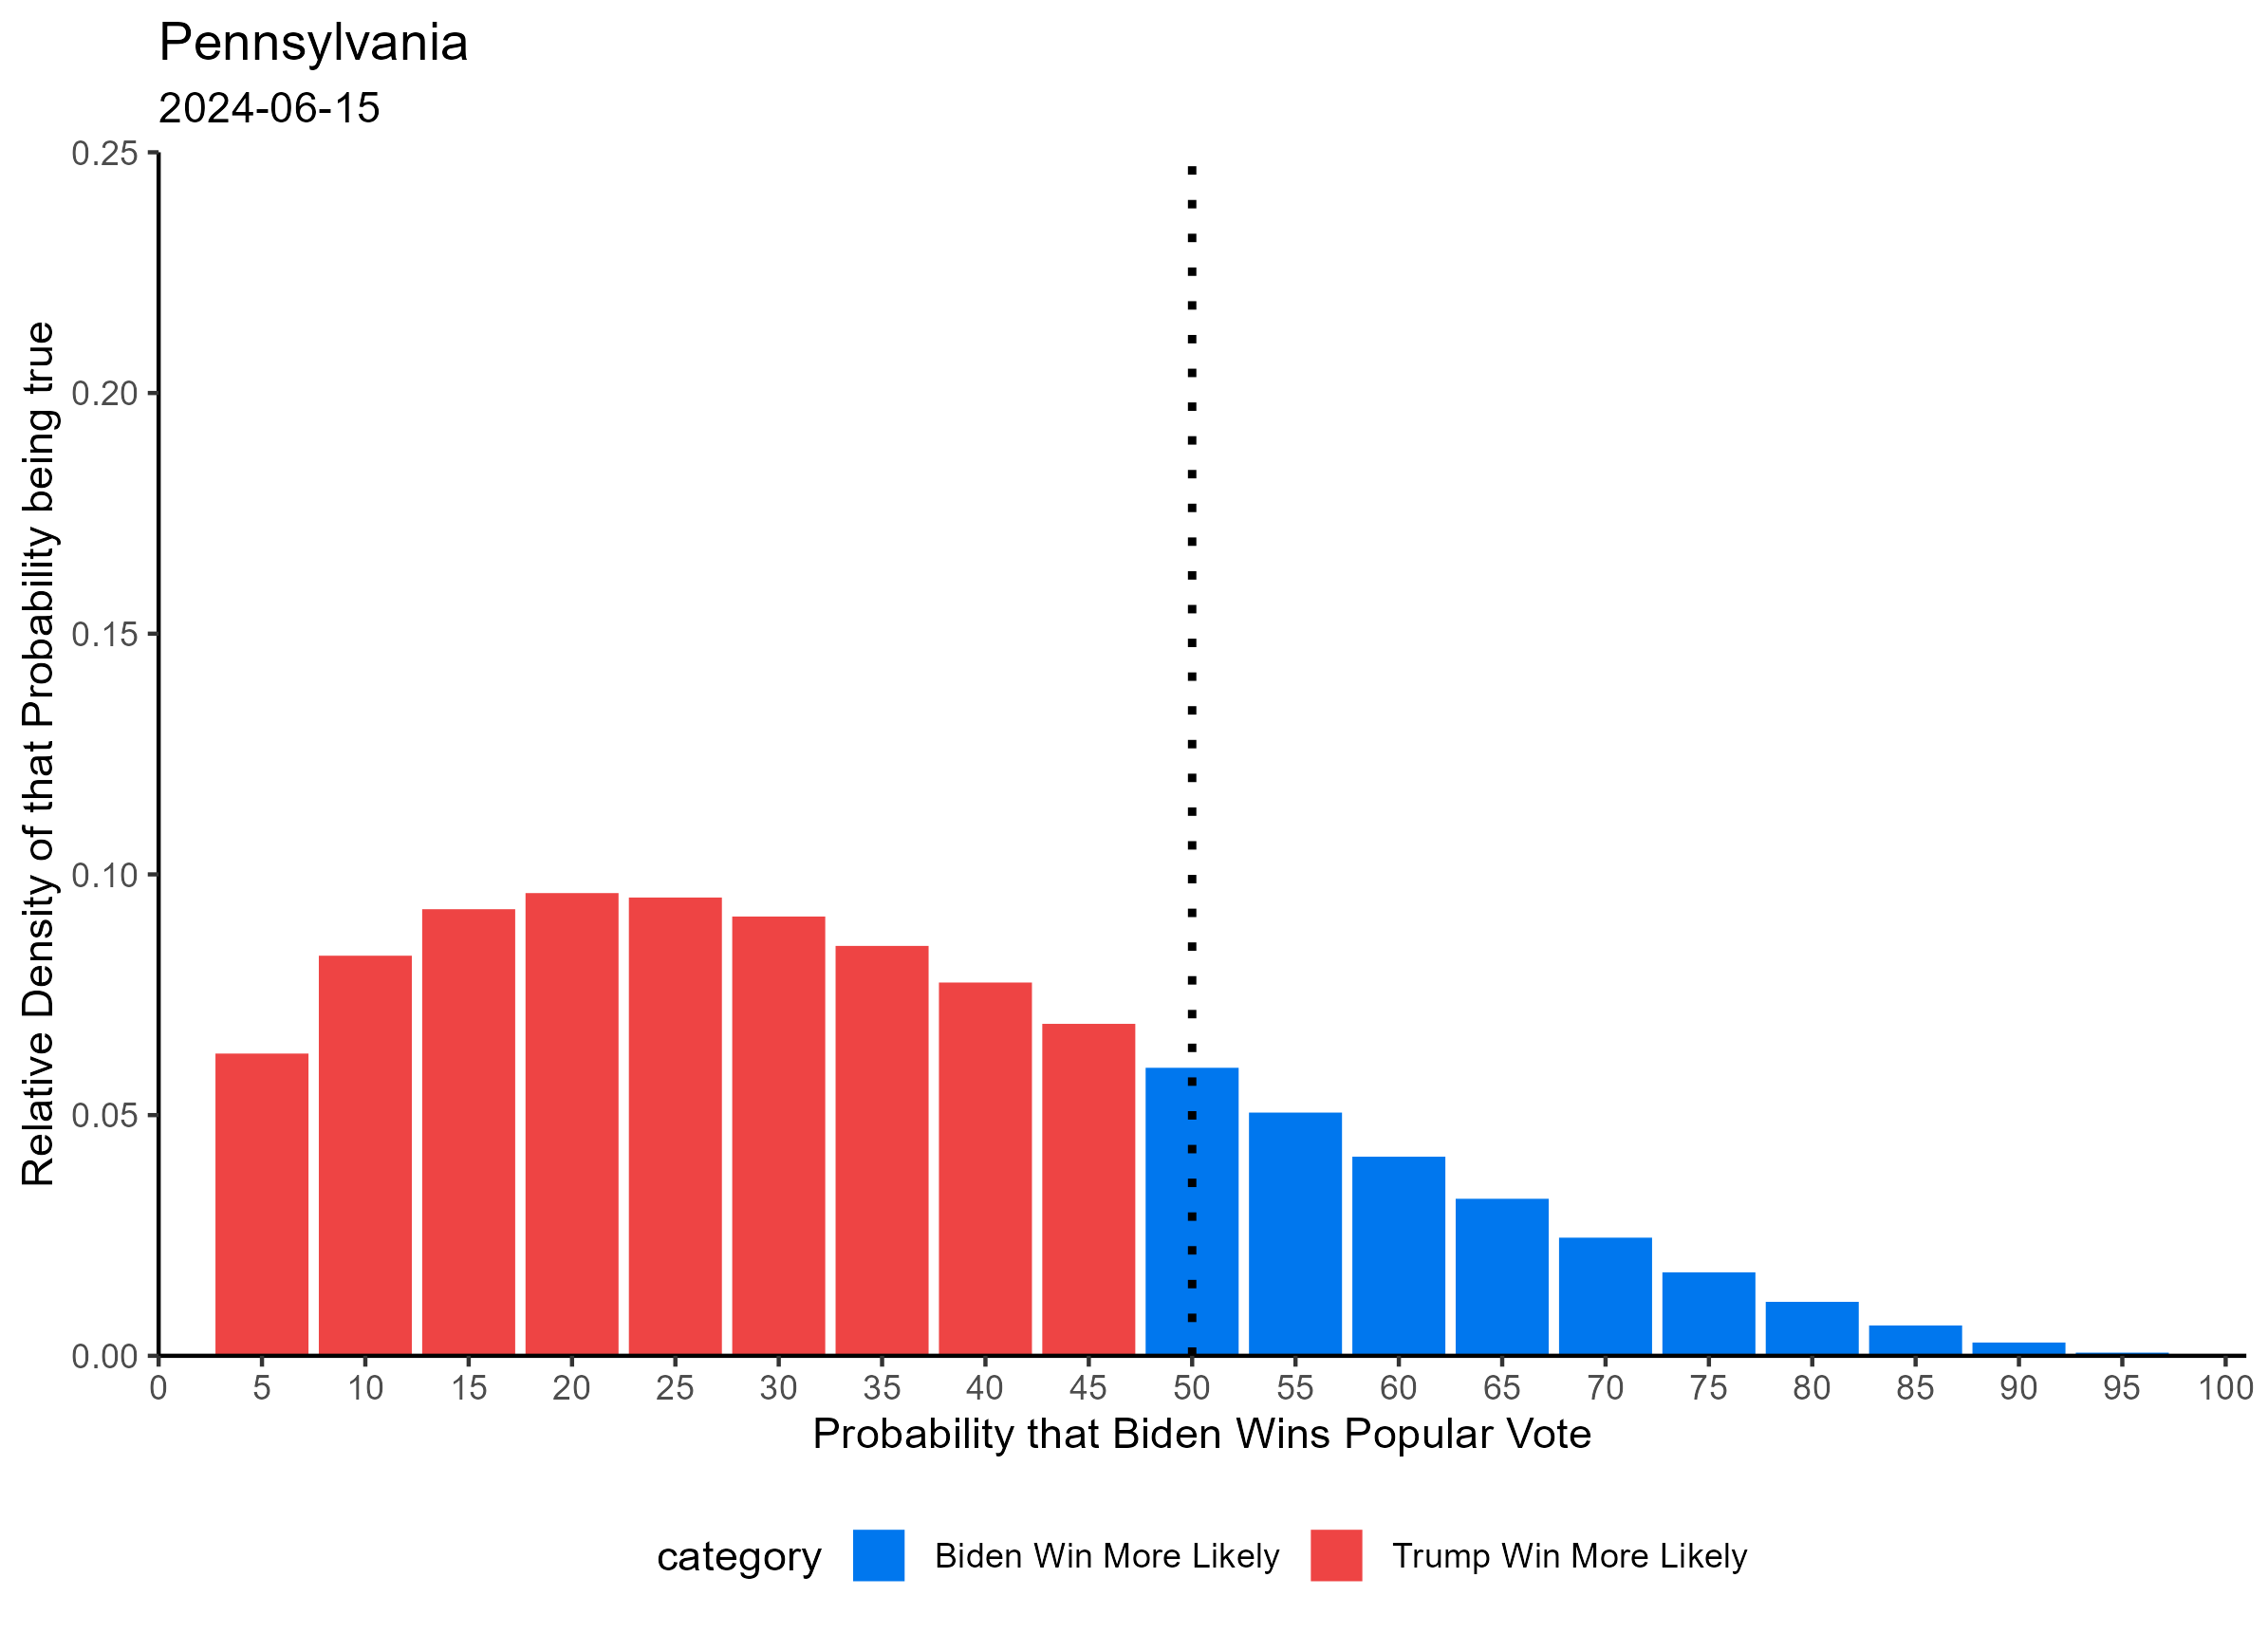 Pennsylvania
2024-06-15
Relative Density of that Probability being true
0.25
0.20
0.15
0.10
0.05
0.00
0 5 10 15 20 25 30 35 40 45 50 55 60 65 70 75 80 85 90 95 100
Probability that Biden Wins Popular Vote
category Biden Win More Likely Trump Win More Likely